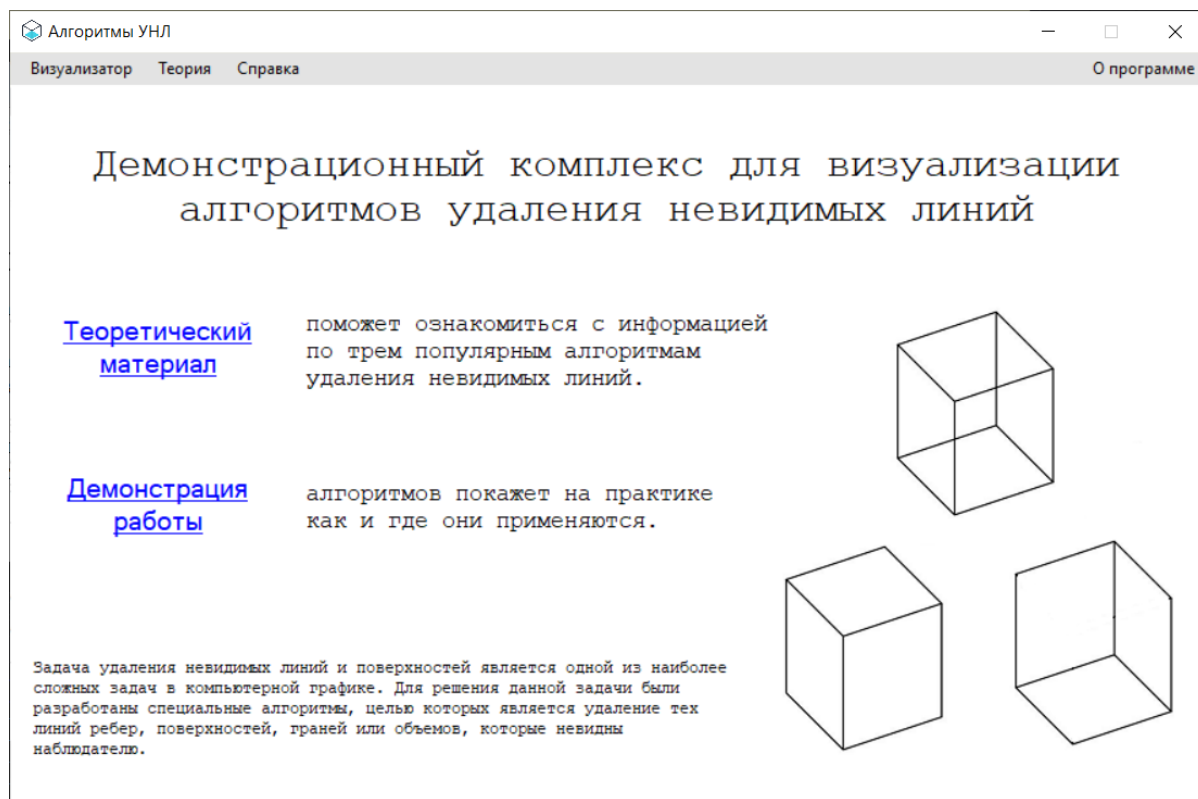 Алгоритмы УНЛ
Визуализатор Теория Справка О программе
Демонстрационный комплекс для визуализации
алгоритмов удаления невидимых линий
Теоретический
материал
поможет ознакомиться с информацией
по трем популярным алгоритмам
удаления невидимых линий.
Демонстрация
работы
алгоритмов покажет на практике
как и где они применяются.
Задача удаления невидимых линий и поверхностей является одной из наиболее
сложных задач в компьютерной графике. Для решения данной задачи были
разработаны специальные алгоритмы, целью которых является удаление тех
линий ребер, поверхностей, граней или объемов, которые невидны
наблюдателю.